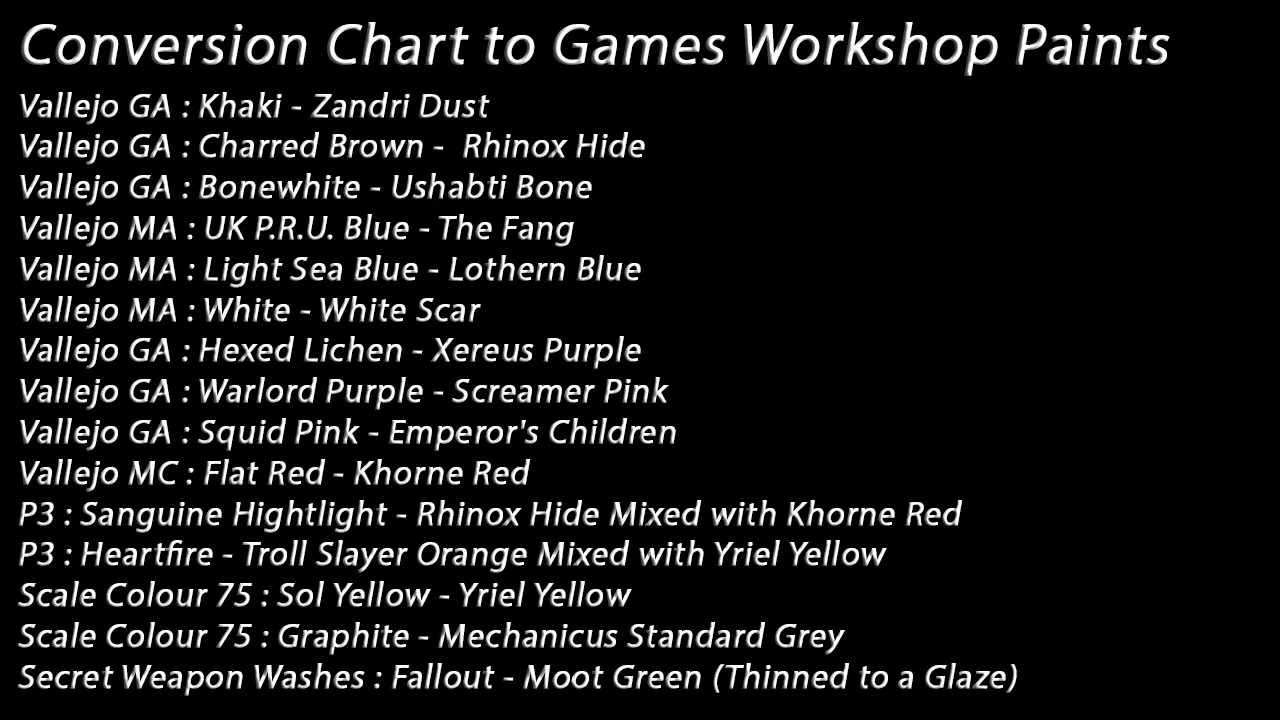 Conversion Chart to Games Workshop Paints
Vallejo GA : Khaki - Zandri Dust
Vallejo GA : Charred Brown -  Rhinox Hide
Vallejo GA : Bonewhite - Ushabti Bone
Vallejo MA : UK P.R.U. Blue - The Fang
Vallejo MA : Light Sea Blue - Lothern Blue
Vallejo MA : White - White Scar
Vallejo GA : Hexed Lichen - Xereus Purple
Vallejo GA : Warlord Purple - Screamer Pink
Vallejo GA : Squid Pink - Emperor's Children
Vallejo MC : Flat Red - Khorne Red
P3 : Sanguine Hightlight - Rhinox Hide Mixed with Khorne Red
P3 : Heartfire - Troll Slayer Orange Mixed with Yriel Yellow
Scale Colour 75 : Sol Yellow - Yriel Yellow
Scale Colour 75 : Graphite - Mechanicus Standard Grey
Secret Weapon Washes : Fallout - Moot Green (Thinned to a Glaze)